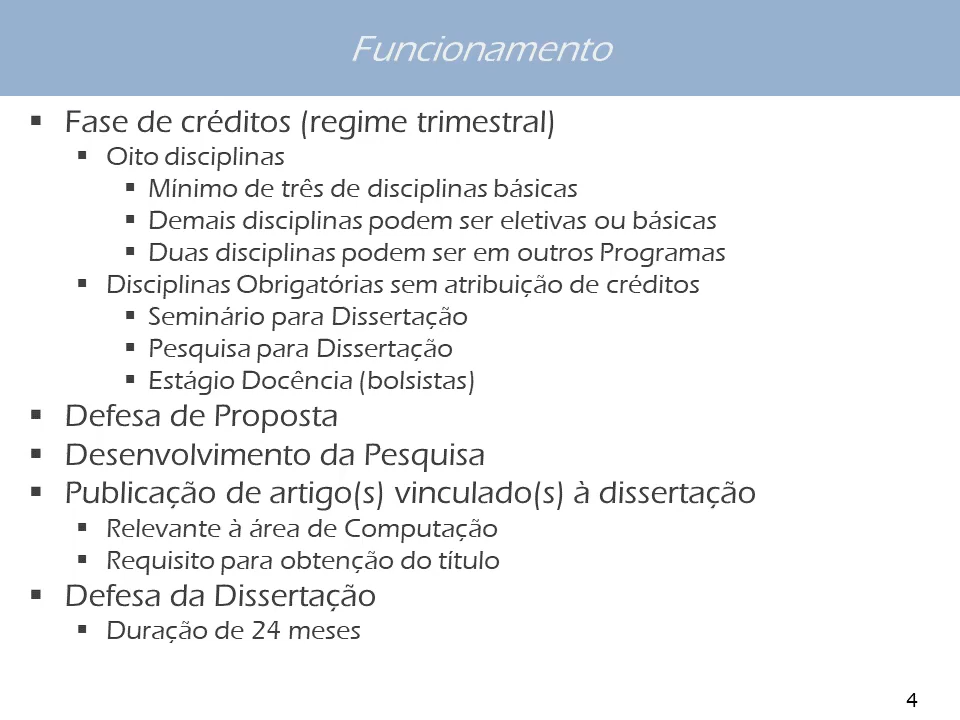 Funcionamento
▪ Fase de créditos (regime trimestral)
▪ Oito disciplinas
▪ Mínimo de três de disciplinas básicas
▪ Demais disciplinas podem ser eletivas ou básicas
▪ Duas disciplinas podem ser em outros Programas
▪ Disciplinas Obrigatórias sem atribuição de créditos
▪ Seminário para Dissertação
▪ Pesquisa para Dissertação
▪ Estágio Docência (bolsistas)
▪ Defesa de Proposta
▪ Desenvolvimento da Pesquisa
▪ Publicação de artigo(s) vinculado(s) à dissertação
▪ Relevante à área de Computação
▪ Requisito para obtenção do título
▪ Defesa da Dissertação
▪ Duração de 24 meses
4